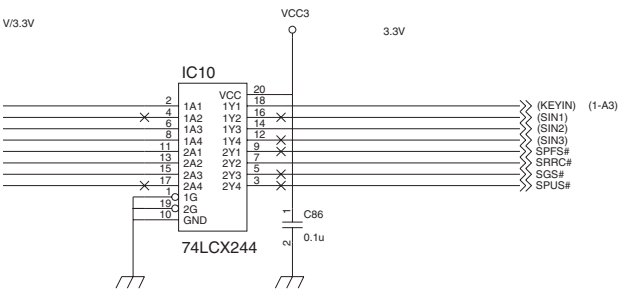 VCC3
V/3.3V
3.3V
IC10
VCC 20
2 1A1 1Y1 18 (KEYIN) (1-A3)
4 1A2 1Y2 16 (SIN1)
6 1A3 1Y3 14 (SIN2)
8 1A4 1Y4 12 (SIN3)
11 2A1 2Y1 9 SPFS#
13 2A2 2Y2 7 SRRC#
15 2A3 2Y3 5 SGS#
17 2A4 2Y4 3 SPUS#
1 1G
19 2G
10 GND
1 C86
2 0.1u
74LCX244